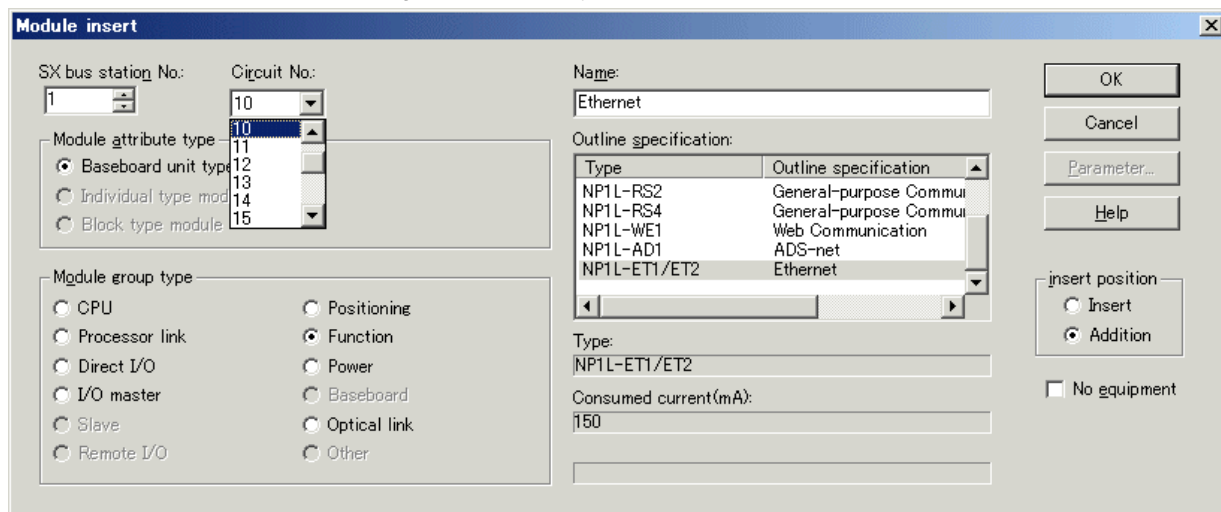 Module insert
SX bus station No.:
1
Circuit No.:
10
10
11
12
13
14
15
Module attribute type
Baseboard unit type
Individual type mod
Block type module
Module group type
CPU
Processor link
Direct I/O
I/O master
Slave
Remote I/O
Positioning
Function
Power
Baseboard
Optical link
Other
Name:
Ethernet
Outline specification:
Type Outline specification
NP1L-RS2 General-purpose Commu
NP1L-RS4 General-purpose Commu
NP1L-WE1 Web Communication
NP1L-AD1 ADS-net
NP1L-ET1/ET2 Ethernet
Type:
NP1L-ET1/ET2
Consumed current(mA):
150
OK
Cancel
Parameter...
Help
insert position
Insert
Addition
No equipment